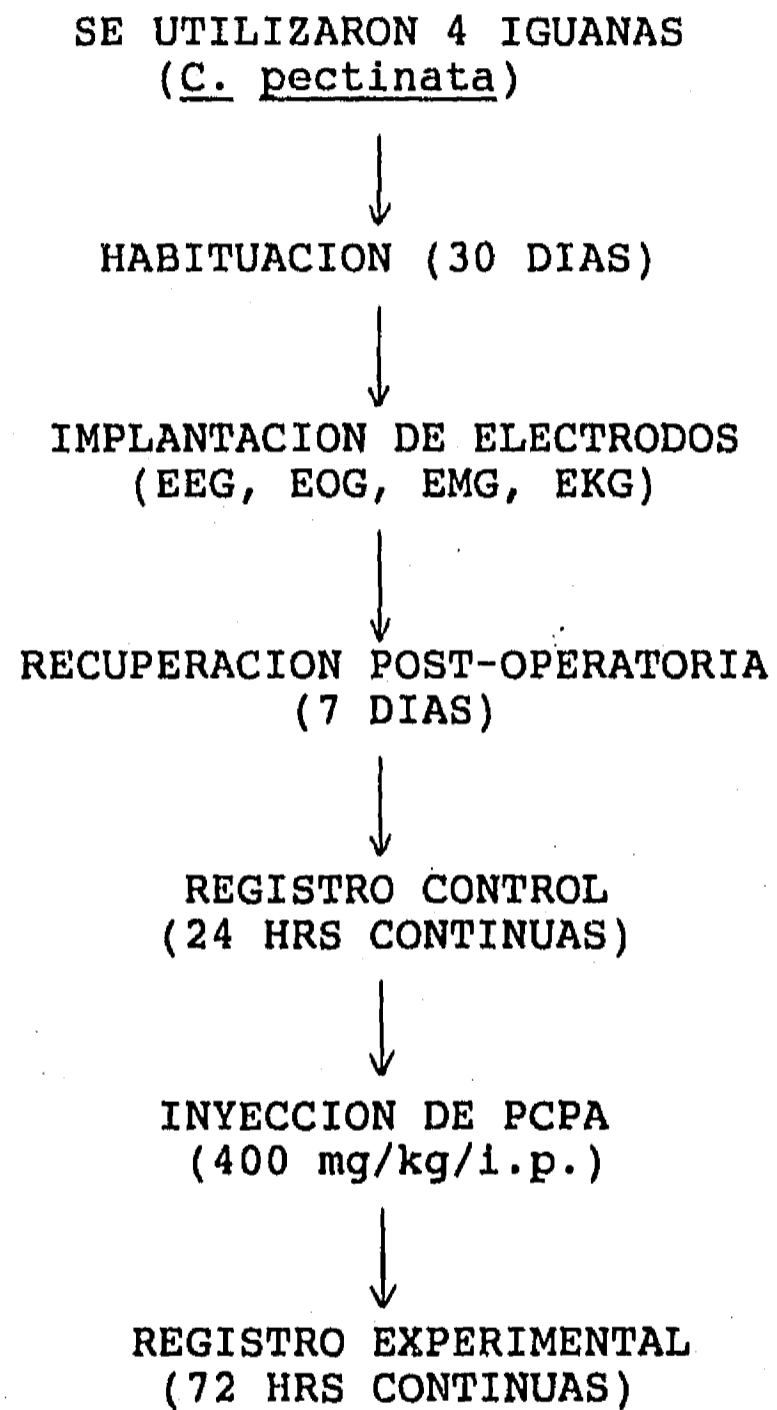 SE UTILIZARON 4 IGUANAS
(C. pectinata)
HABITUACION (30 DIAS)
IMPLANTACION DE ELECTRODOS
(EEG, EOG, EMG, EKG)
RECUPERACION POST-OPERATORIA
(7 DIAS)
REGISTRO CONTROL
(24 HRS CONTINUAS)
INYECCION DE PCPA
(400 mg/kg/i.p.)
REGISTRO EXPERIMENTAL
(72 HRS CONTINUAS)